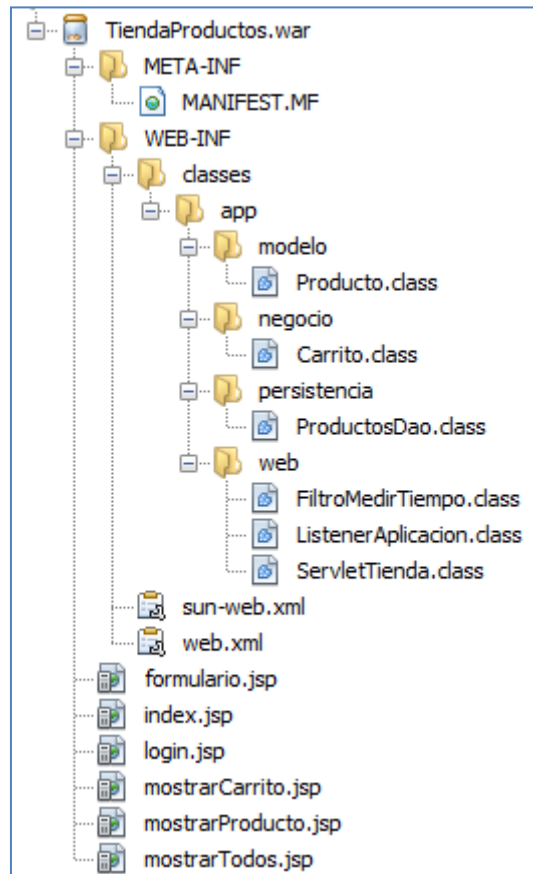 TiendaProductos.war
META-INF
MANIFEST.MF
WEB-INF
classes
app
modelo
Producto.class
negocio
Carrito.class
persistencia
ProductosDao.class
web
FiltroMedirTiempo.class
ListenerAplicacion.class
ServletTienda.class
sun-web.xml
web.xml
formulario.jsp
index.jsp
login.jsp
mostrarCarrito.jsp
mostrarProducto.jsp
mostrarTodos.jsp